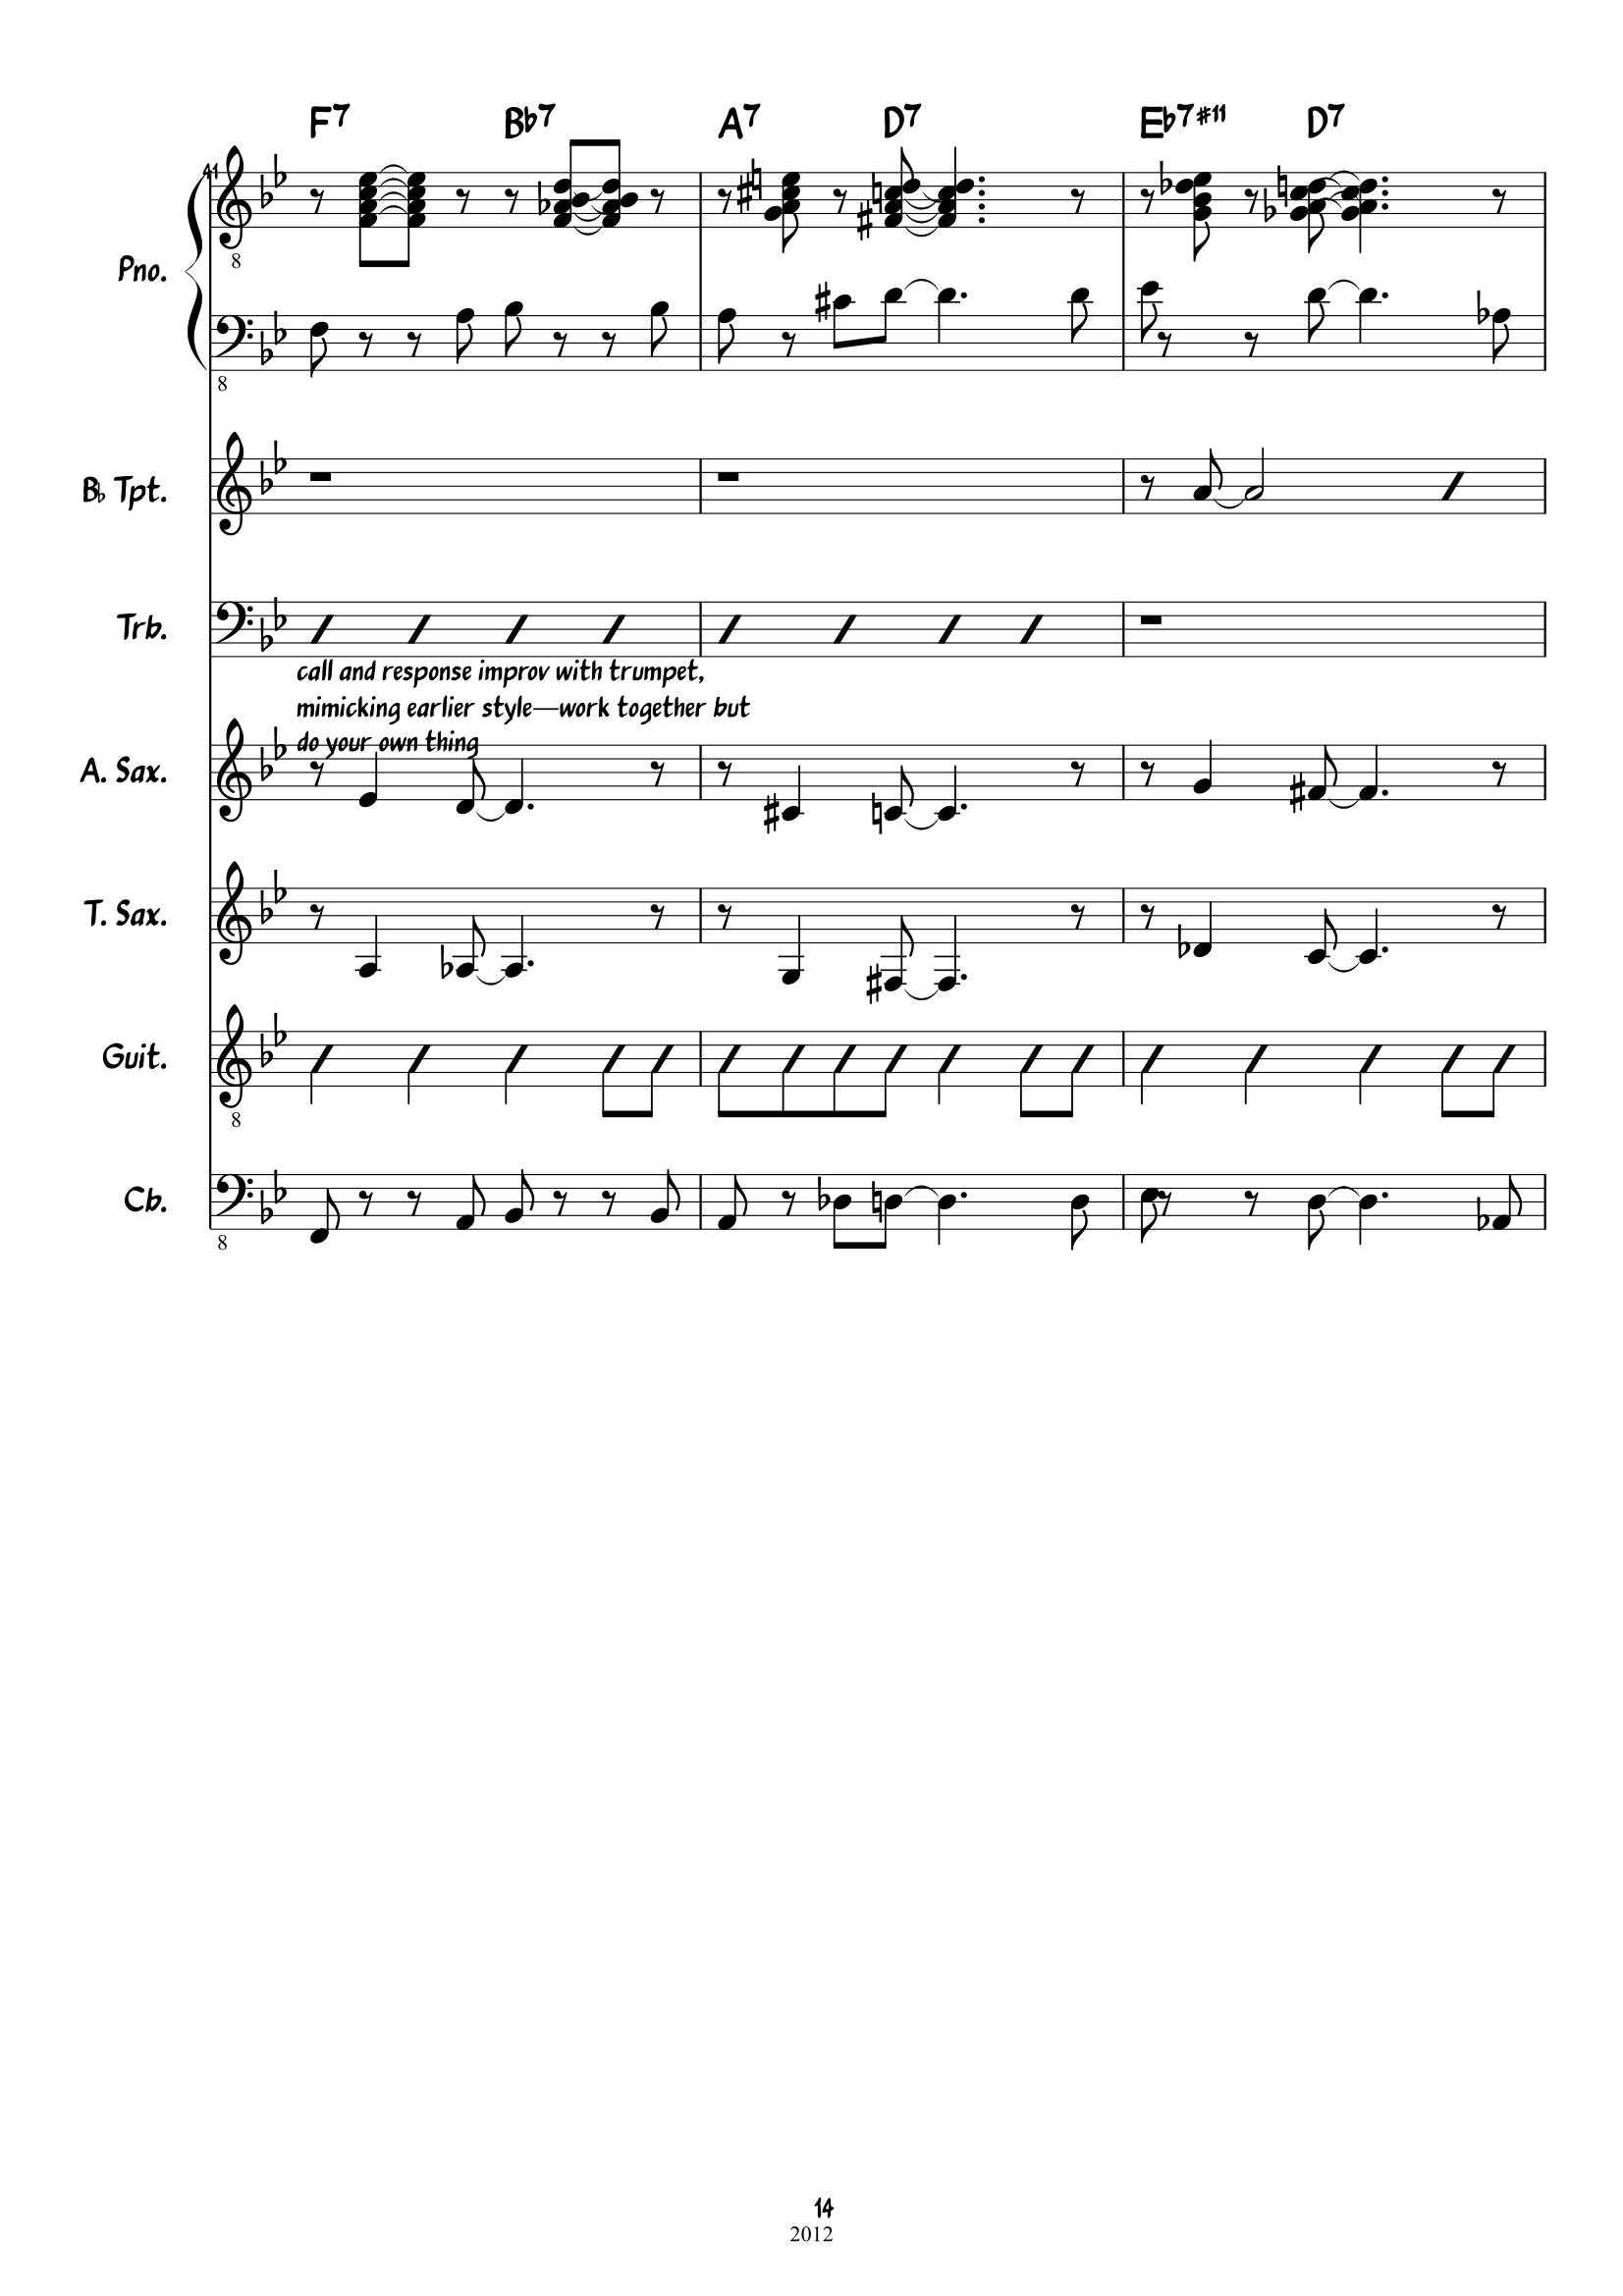 F7 Bb7 A7 D7 Eb7#11 D7
41
8
Pno.
8
B♭ Tpt.
Trb.
call and response improv with trumpet,
mimicking earlier style—work together but
do your own thing
A. Sax.
T. Sax.
Guit.
8
Cb.
8
14
2012